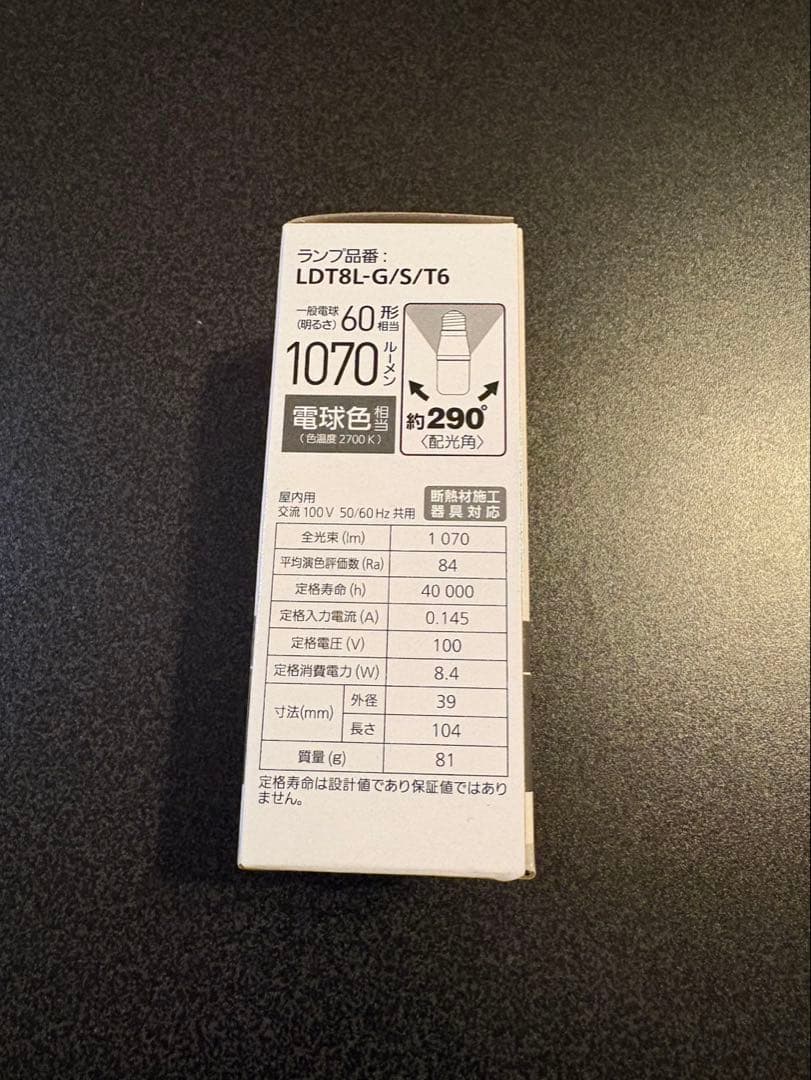 ランプ品番：
LDT8L-G/S/T6
一般電球(明るさ) 60形相当
1070ルーメン
電球色相当
(色温度 2700 K)
約290°
〈配光角〉
屋内用
交流 100 V 50/60 Hz 共用
断熱材施工
器具対応
全光束 (lm) 1 070
平均演色評価数 (Ra) 84
定格寿命 (h) 40 000
定格入力電流 (A) 0.145
定格電圧 (V) 100
定格消費電力 (W) 8.4
寸法(mm) 外径 39
長さ 104
質量 (g) 81
定格寿命は設計値であり保証値ではあり
ません。